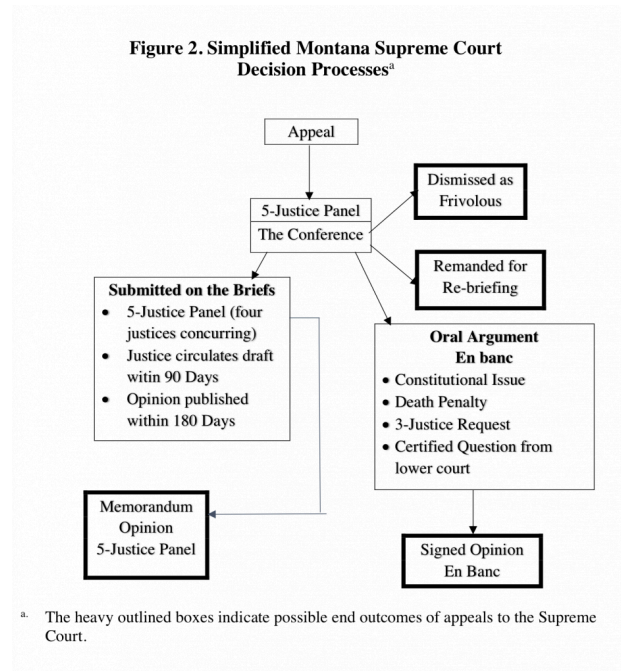 Figure 2. Simplified Montana Supreme Court
Decision Processesa
Appeal
5-Justice Panel
The Conference
Dismissed as
Frivolous
Remanded for
Re-briefing
Submitted on the Briefs
• 5-Justice Panel (four
justices concurring)
• Justice circulates draft
witin 90 Days
• Opinion published
within 180 Days
Oral Argument
En banc
• Constitutional Issue
• Death Penalty
• 3-Justice Request
• Certified Question from
lower court
Memorandum
Opinion
5-Justice Panel
Signed Opinion
En Banc
a. The heavy outlined boxes indicate possible end outcomes of appeals to the Supreme
Court.